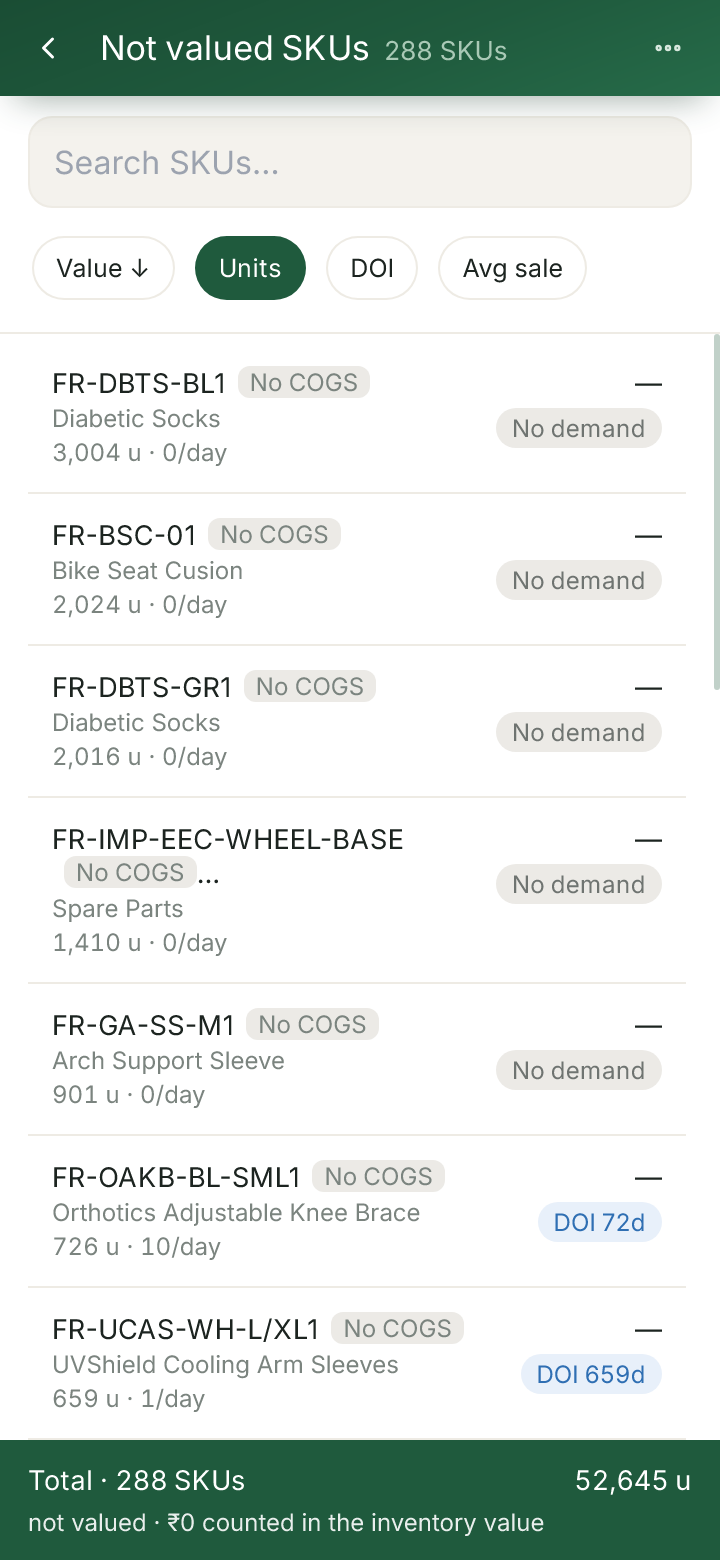 Not valued SKUs 288 SKUs
Search SKUs...
Value ↓ Units DOI Avg sale
FR-DBTS-BL1 No COGS —
Diabetic Socks No demand
3,004 u · 0/day
FR-BSC-01 No COGS —
Bike Seat Cusion No demand
2,024 u · 0/day
FR-DBTS-GR1 No COGS —
Diabetic Socks No demand
2,016 u · 0/day
FR-IMP-EEC-WHEEL-BASE —
No COGS ... No demand
Spare Parts
1,410 u · 0/day
FR-GA-SS-M1 No COGS —
Arch Support Sleeve No demand
901 u · 0/day
FR-OAKB-BL-SML1 No COGS —
Orthotics Adjustable Knee Brace DOI 72d
726 u · 10/day
FR-UCAS-WH-L/XL1 No COGS —
UVShield Cooling Arm Sleeves DOI 659d
659 u · 1/day
Total · 288 SKUs 52,645 u
not valued · ₹0 counted in the inventory value